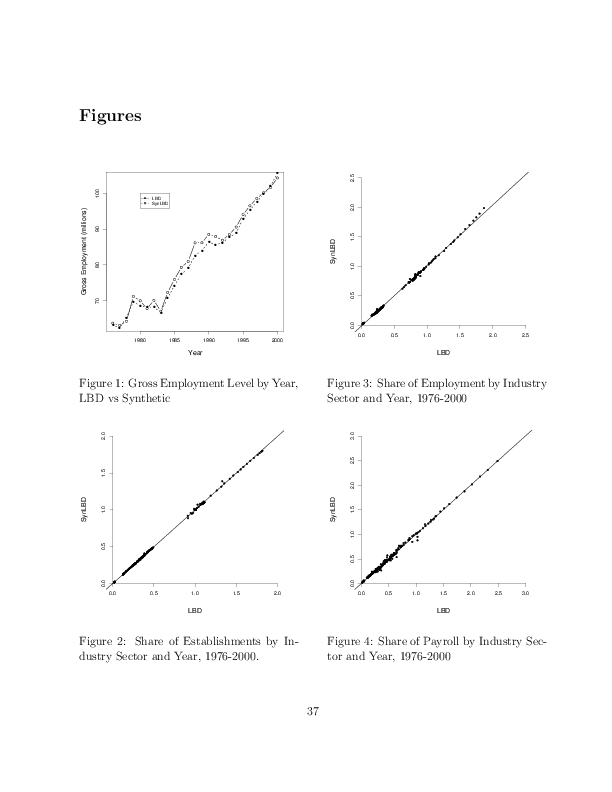 Figures
100
90
80
70
Gross Employment (millions)
LBD
SynLBD
1980 1985 1990 1995 2000
Year
Figure 1: Gross Employment Level by Year,
LBD vs Synthetic
2.5
2.0
1.5
1.0
0.5
0.0
SynLBD
0.0 0.5 1.0 1.5 2.0 2.5
LBD
Figure 3: Share of Employment by Industry
Sector and Year, 1976-2000
2.0
1.5
1.0
0.5
0.0
SynLBD
0.0 0.5 1.0 1.5 2.0
LBD
Figure 2: Share of Establishments by In-
dustry Sector and Year, 1976-2000.
3.0
2.5
2.0
1.5
1.0
0.5
0.0
SynLBD
0.0 0.5 1.0 1.5 2.0 2.5 3.0
LBD
Figure 4: Share of Payroll by Industry Sec-
tor and Year, 1976-2000
37